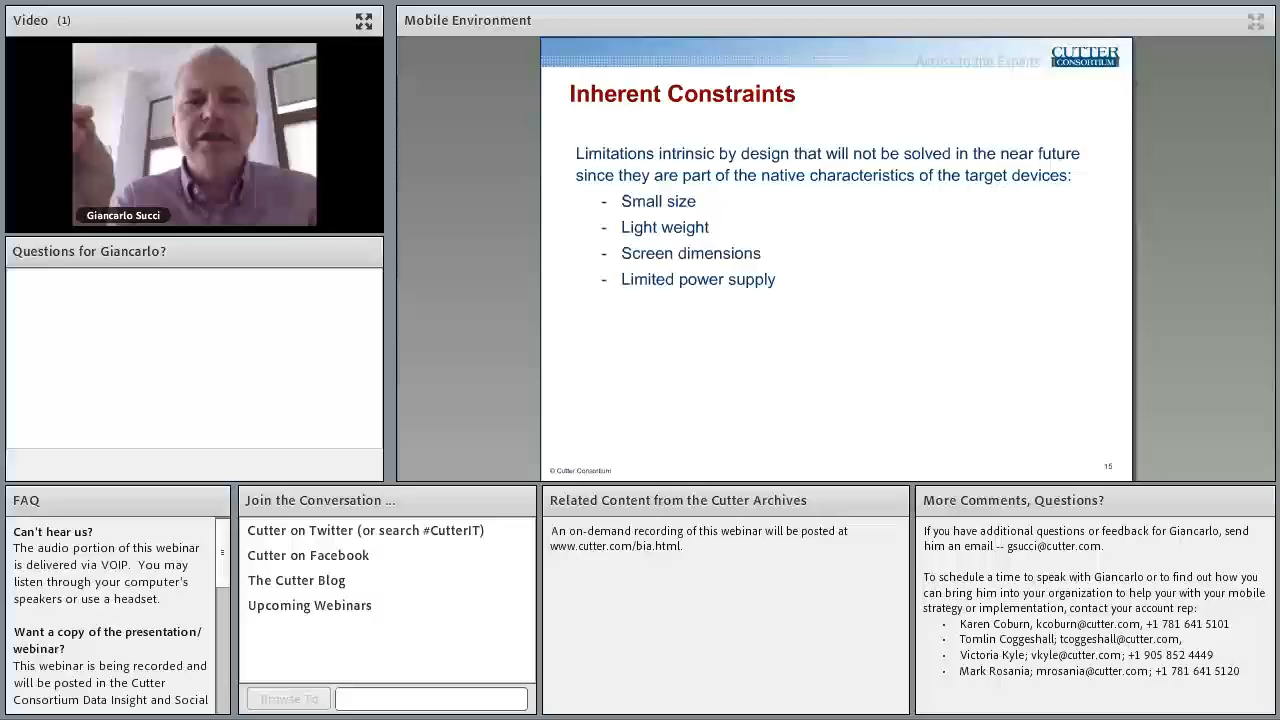 Video (1)
Giancarlo Succi
Questions for Giancarlo?
Mobile Environment
Access to the Experts
CUTTER
CONSORTIUM
Inherent Constraints
Limitations intrinsic by design that will not be solved in the near future
since they are part of the native characteristics of the target devices:
- Small size
- Light weight
- Screen dimensions
- Limited power supply
© Cutter Consortium
15
FAQ
Can't hear us?
The audio portion of this webinar
is delivered via VOIP. You may
listen through your computer's
speakers or use a headset.
Want a copy of the presentation/
webinar?
This webinar is being recorded and
will be posted in the Cutter
Consortium Data Insight and Social
Join the Conversation ...
Cutter on Twitter (or search #CutterIT)
Cutter on Facebook
The Cutter Blog
Upcoming Webinars
Browse To
Related Content from the Cutter Archives
An on-demand recording of this webinar will be posted at
www.cutter.com/bia.html.
More Comments, Questions?
If you have additional questions or feedback for Giancarlo, send
him an email -- gsucci@cutter.com.
To schedule a time to speak with Giancarlo or to find out how you
can bring him into your organization to help your with your mobile
strategy or implementation, contact your account rep:
• Karen Coburn, kcoburn@cutter.com, +1 781 641 5101
• Tomlin Coggeshall; tcoggeshall@cutter.com,
• Victoria Kyle; vkyle@cutter.com; +1 905 852 4449
• Mark Rosania; mrosania@cutter.com; +1 781 641 5120